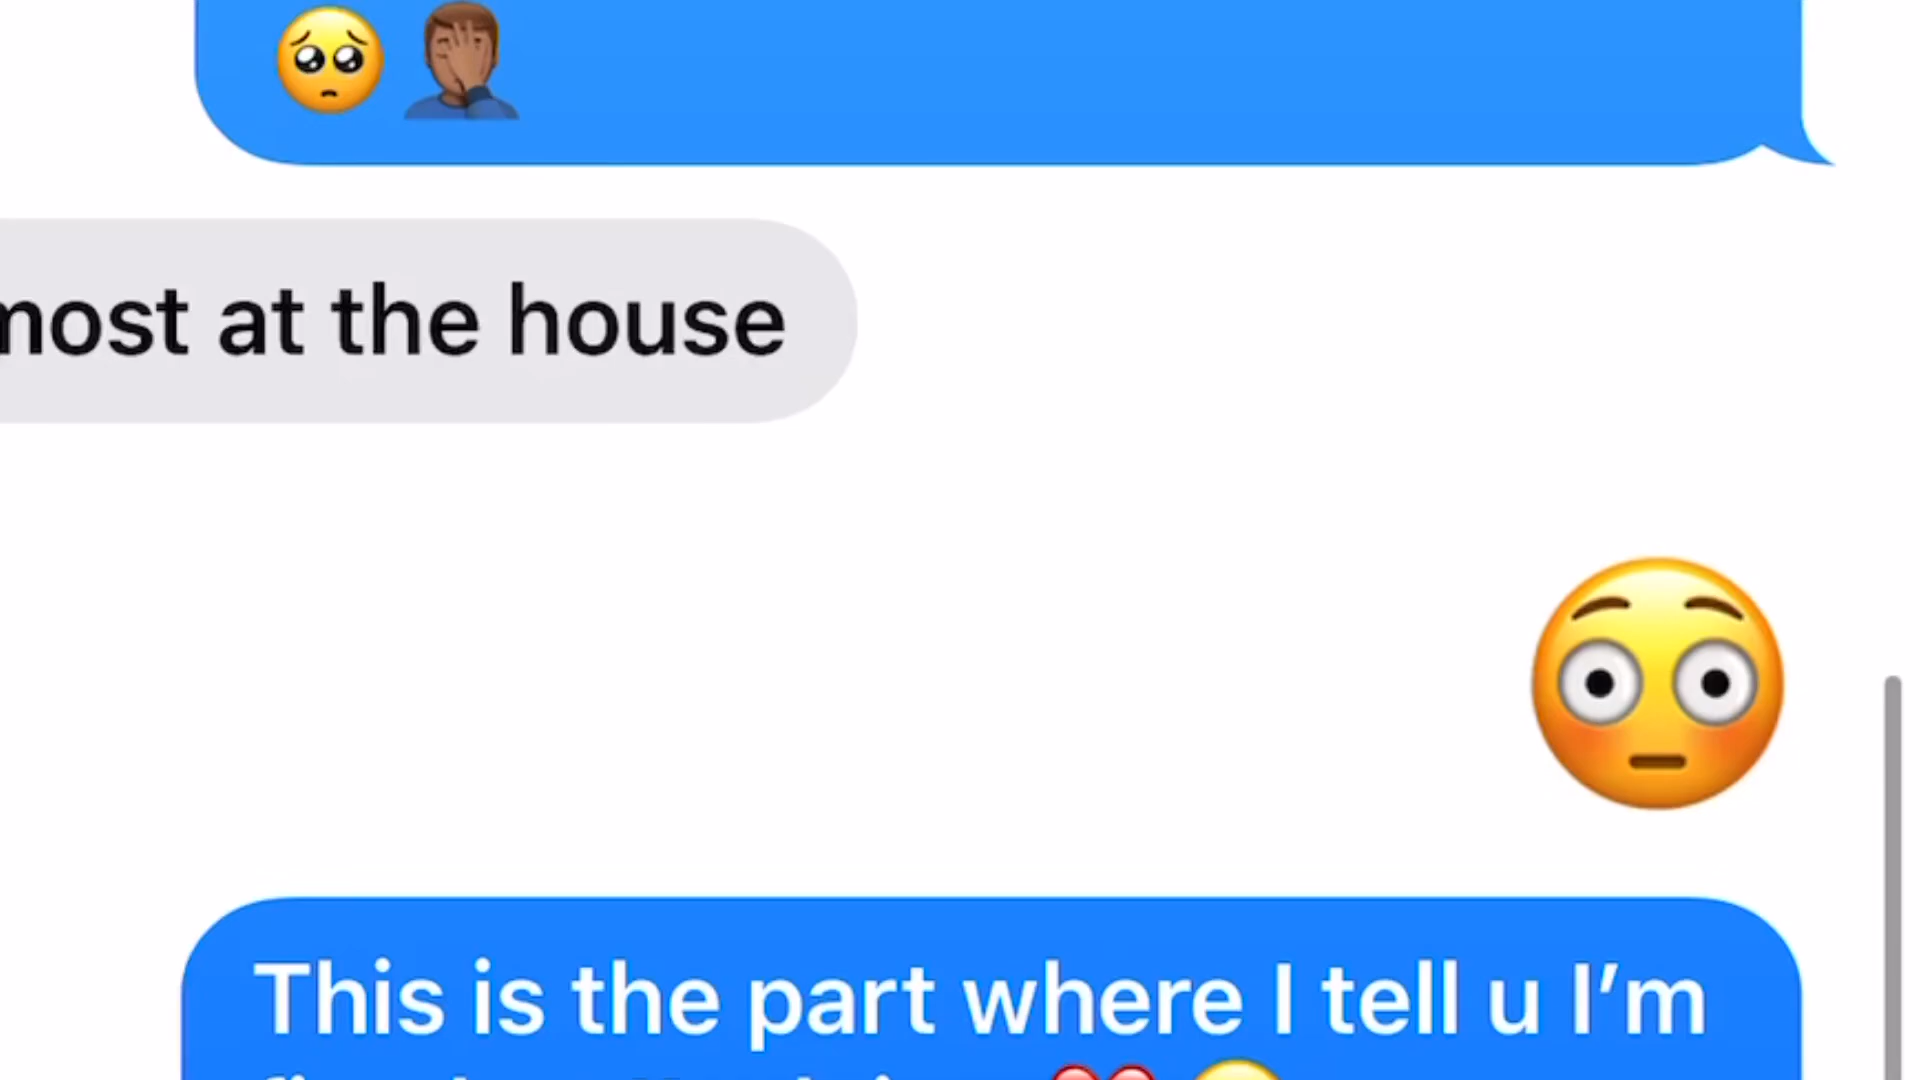 🥺 🤦🏾‍♂️
most at the house
😳
This is the part where I tell u I’m